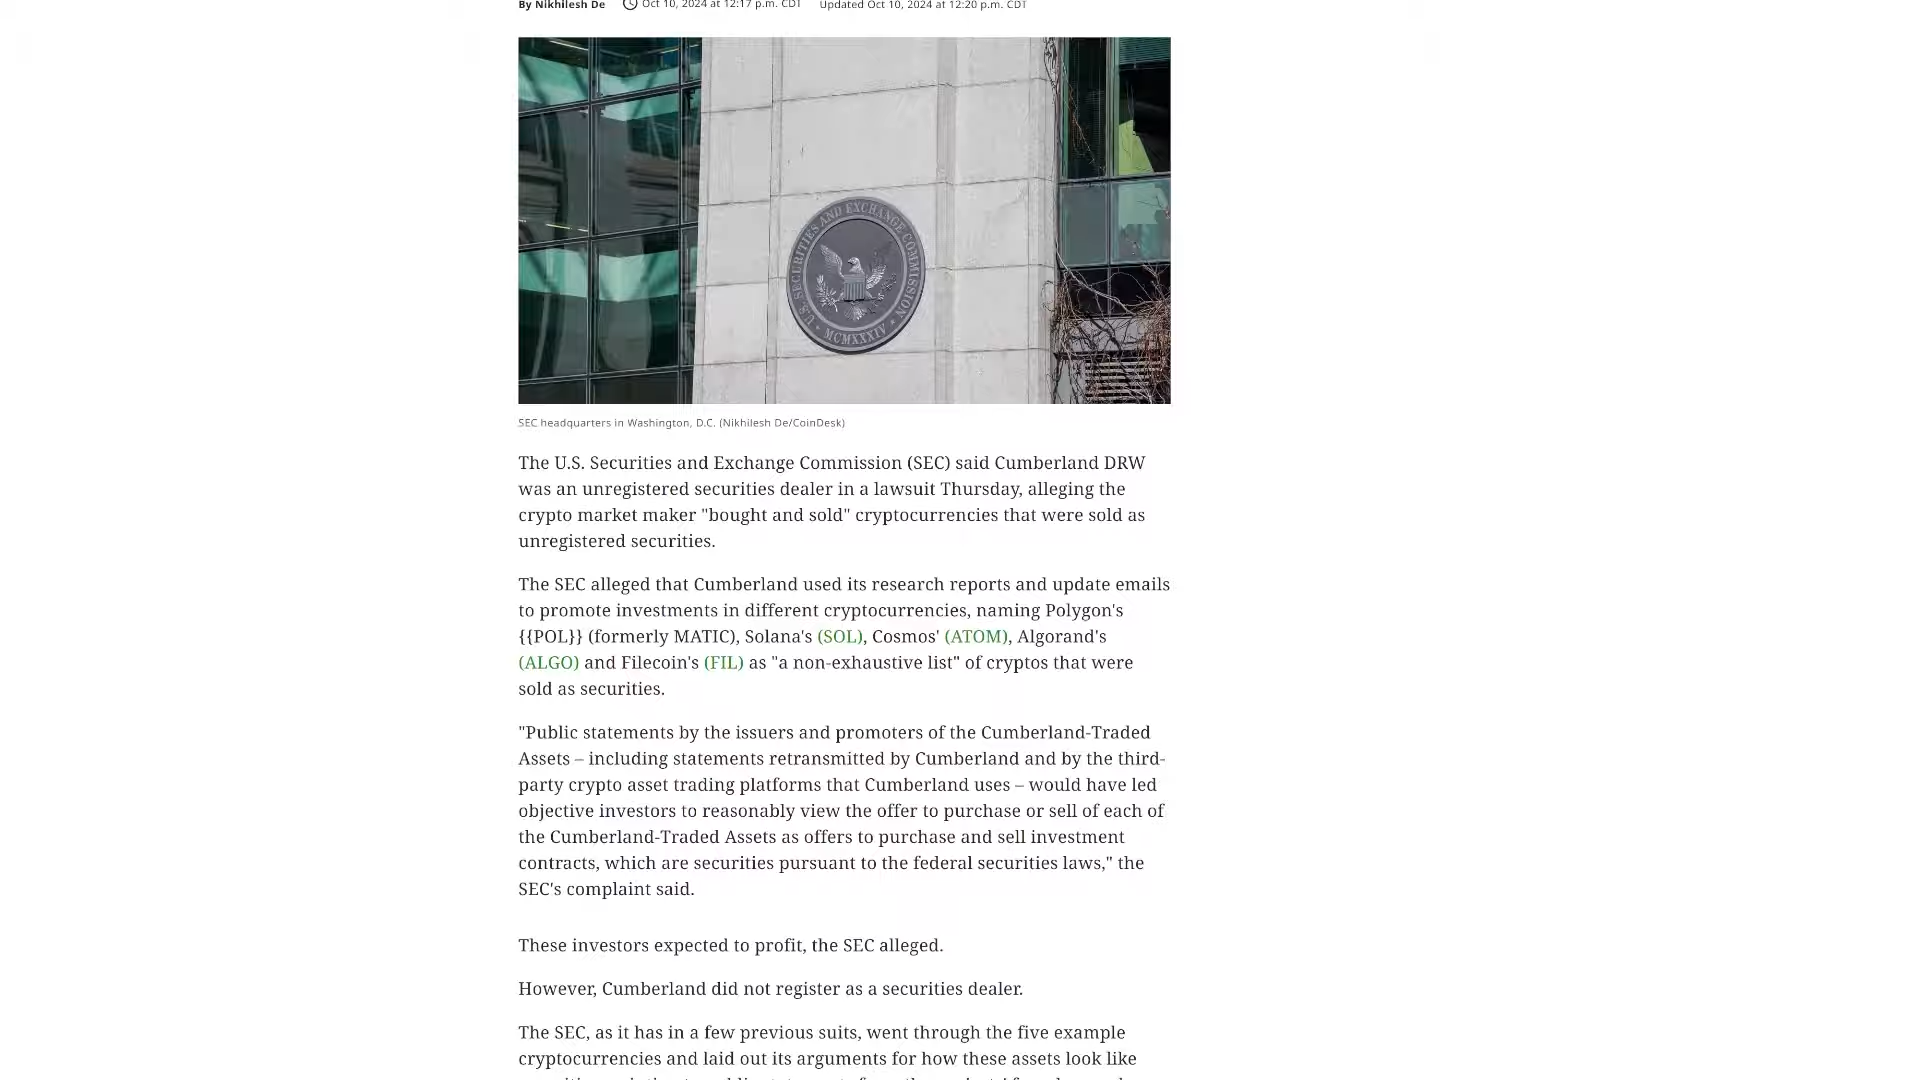 By Nikhilesh De Oct 10, 2024 at 12:17 p.m. CDT Updated Oct 10, 2024 at 12:20 p.m. CDT
U.S. SECURITIES AND EXCHANGE COMMISSION
MCMXXXIV
SEC headquarters in Washington, D.C. (Nikhilesh De/CoinDesk)
The U.S. Securities and Exchange Commission (SEC) said Cumberland DRW
was an unregistered securities dealer in a lawsuit Thursday, alleging the
crypto market maker "bought and sold" cryptocurrencies that were sold as
unregistered securities.
The SEC alleged that Cumberland used its research reports and update emails
to promote investments in different cryptocurrencies, naming Polygon's
{{POL}} (formerly MATIC), Solana's (SOL), Cosmos' (ATOM), Algorand's
(ALGO) and Filecoin's (FIL) as "a non-exhaustive list" of cryptos that were
sold as securities.
"Public statements by the issuers and promoters of the Cumberland-Traded
Assets – including statements retransmitted by Cumberland and by the third-
party crypto asset trading platforms that Cumberland uses – would have led
objective investors to reasonably view the offer to purchase or sell of each of
the Cumberland-Traded Assets as offers to purchase and sell investment
contracts, which are securities pursuant to the federal securities laws," the
SEC's complaint said.
These investors expected to profit, the SEC alleged.
However, Cumberland did not register as a securities dealer.
The SEC, as it has in a few previous suits, went through the five example
cryptocurrencies and laid out its arguments for how these assets look like